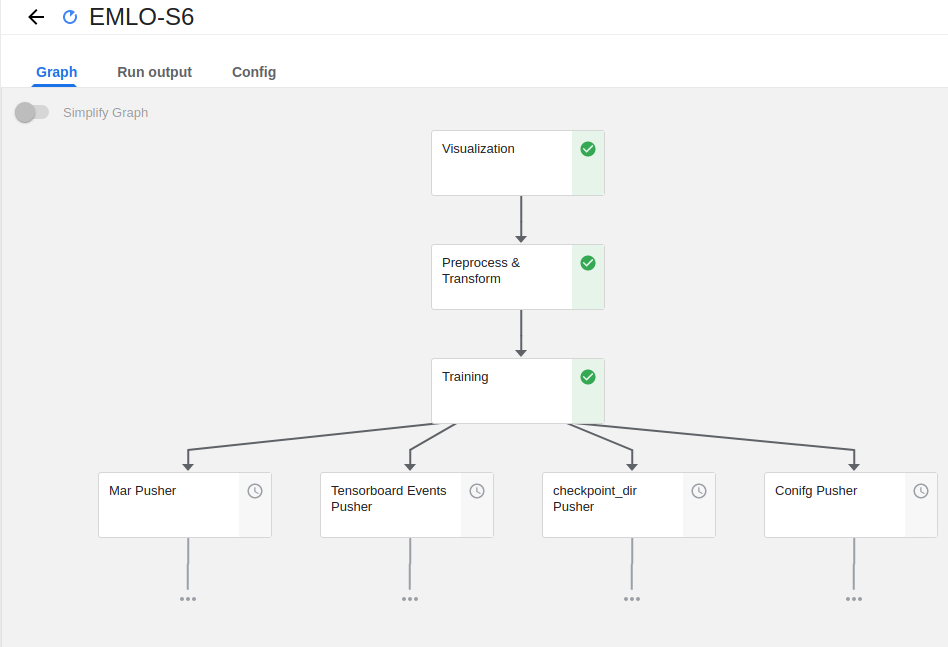 EMLO-S6
Graph
Run output
Config
Simplify Graph
Visualization
Preprocess &
Transform
Training
Mar Pusher
Tensorboard Events
Pusher
checkpoint_dir
Pusher
Conifg Pusher